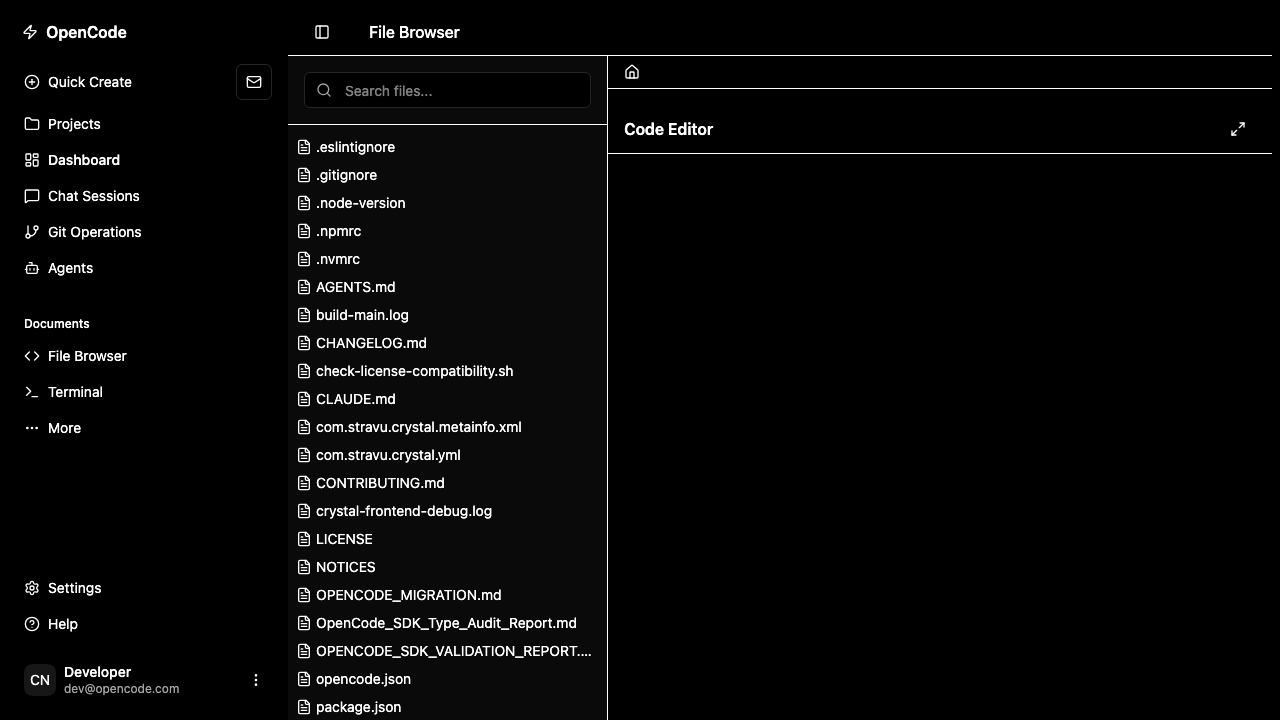 OpenCode
Quick Create
Projects
Dashboard
Chat Sessions
Git Operations
Agents
Documents
File Browser
Terminal
More
Settings
Help
CN
Developer
dev@opencode.com
File Browser
Search files...
.eslintignore
.gitignore
.node-version
.npmrc
.nvmrc
AGENTS.md
build-main.log
CHANGELOG.md
check-license-compatibility.sh
CLAUDE.md
com.stravu.crystal.metainfo.xml
com.stravu.crystal.yml
CONTRIBUTING.md
crystal-frontend-debug.log
LICENSE
NOTICES
OPENCODE_MIGRATION.md
OpenCode_SDK_Type_Audit_Report.md
OPENCODE_SDK_VALIDATION_REPORT....
opencode.json
package.json
Code Editor